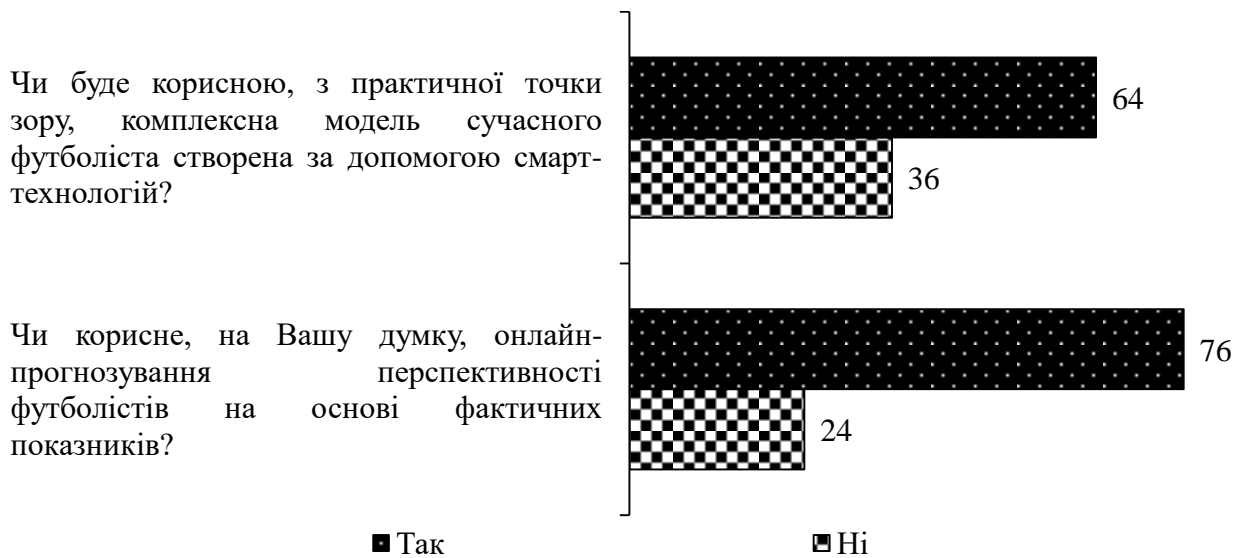 Чи буде корисною, з практичної точки
зору, комплексна модель сучасного
футболіста створена за допомогою смарт-
технологій?
64
36
Чи корисне, на Вашу думку, онлайн-
прогнозування перспективності
футболістів на основі фактичних
показників?
76
24
Так
Ні